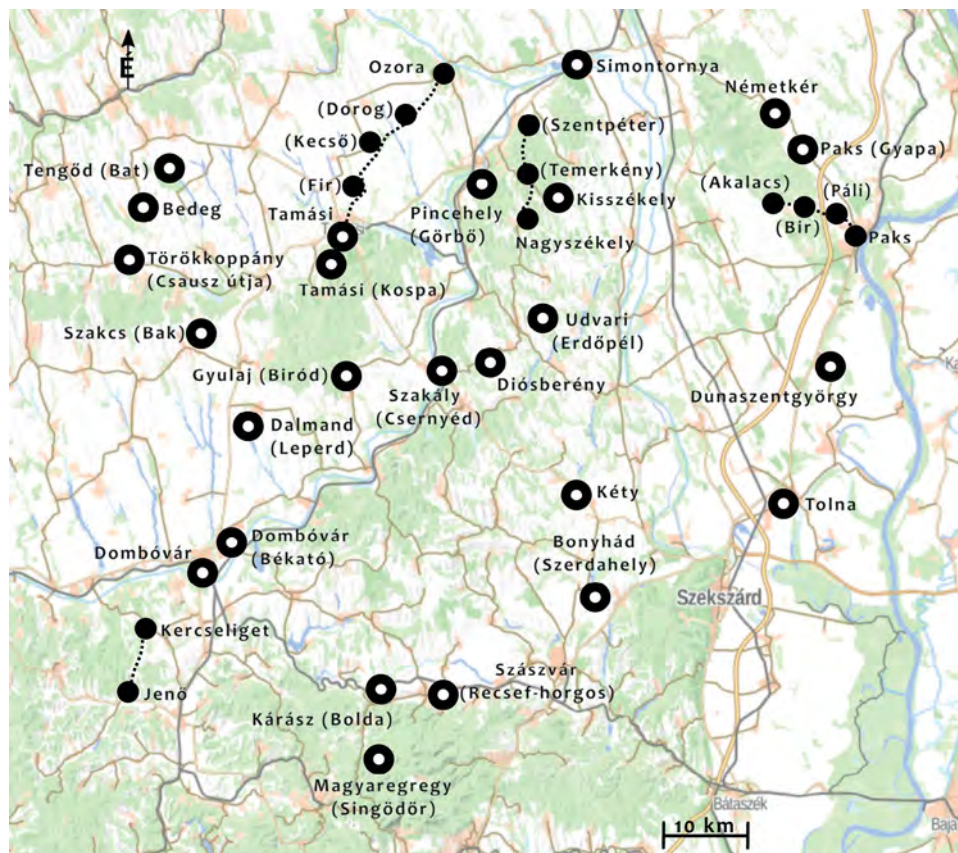 É
Ozora
Simontornya
Németkér
(Dorog)
(Szentpéter)
(Kecső)
Paks (Gyapa)
Tengőd (Bat)
(Temerkény)
(Fir)
(Akalacs)
(Páli)
Bedeg
Kisszékely
Tamási
Pincehely
(Görbő)
Nagyszékely
(Bir)
Paks
Törökkoppány
(Csausz útja)
Tamási (Kospa)
Szakcs (Bak)
Udvari
(Erdőpél)
Gyulaj (Biród)
Szakály
(Csernyéd)
Diósberény
Dunaszentgyörgy
Dalmand
(Leperd)
Kéty
Tolna
Dombóvár
(Békató)
Dombóvár
Bonyhád
(Szerdahely)
Szekszárd
Kercseliget
Szászvár
(Recsef-horgos)
Jenő
Kárász (Bolda)
Magyaregregy
(Singödör)
Bátaszék
Baja
10 km